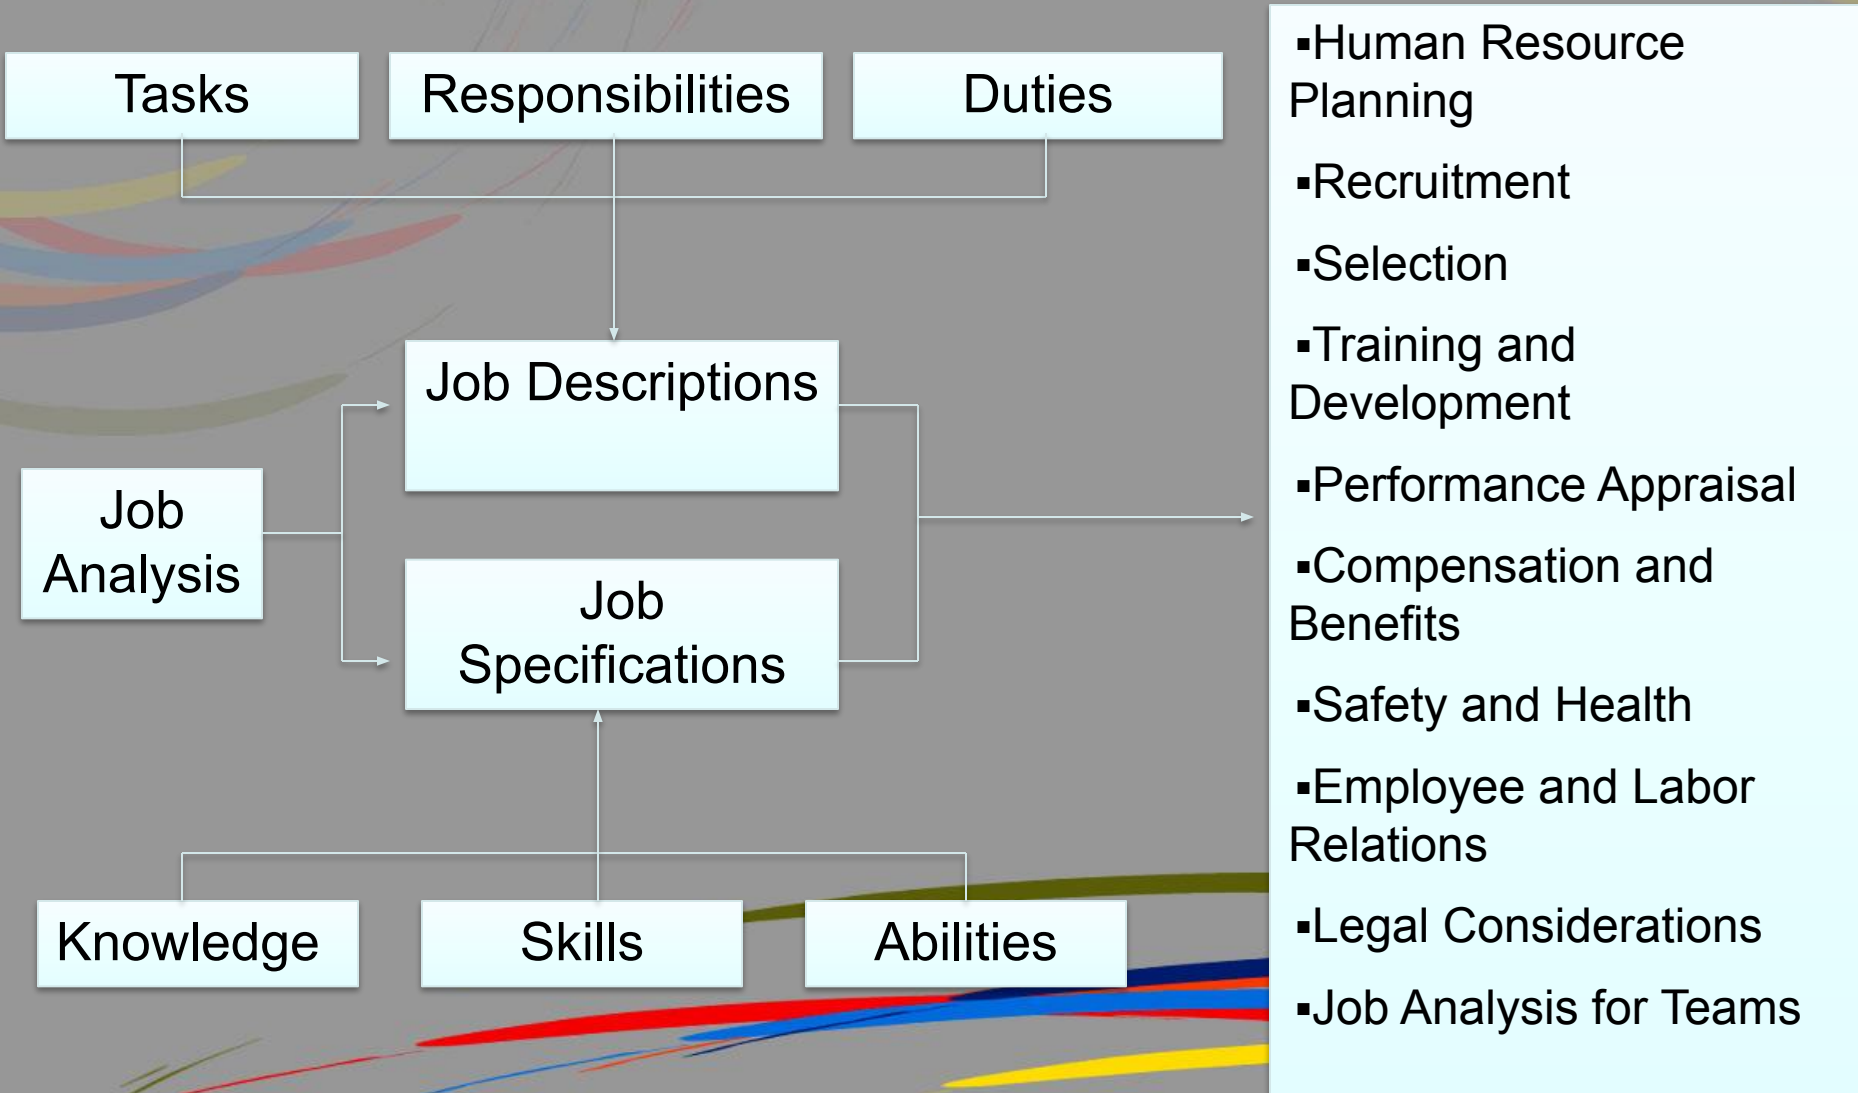 Tasks
Responsibilities
Duties
Job Descriptions
Job
Analysis
Job
Specifications
Knowledge
Skills
Abilities
▪Human Resource
Planning
▪Recruitment
▪Selection
▪Training and
Development
▪Performance Appraisal
▪Compensation and
Benefits
▪Safety and Health
▪Employee and Labor
Relations
▪Legal Considerations
▪Job Analysis for Teams